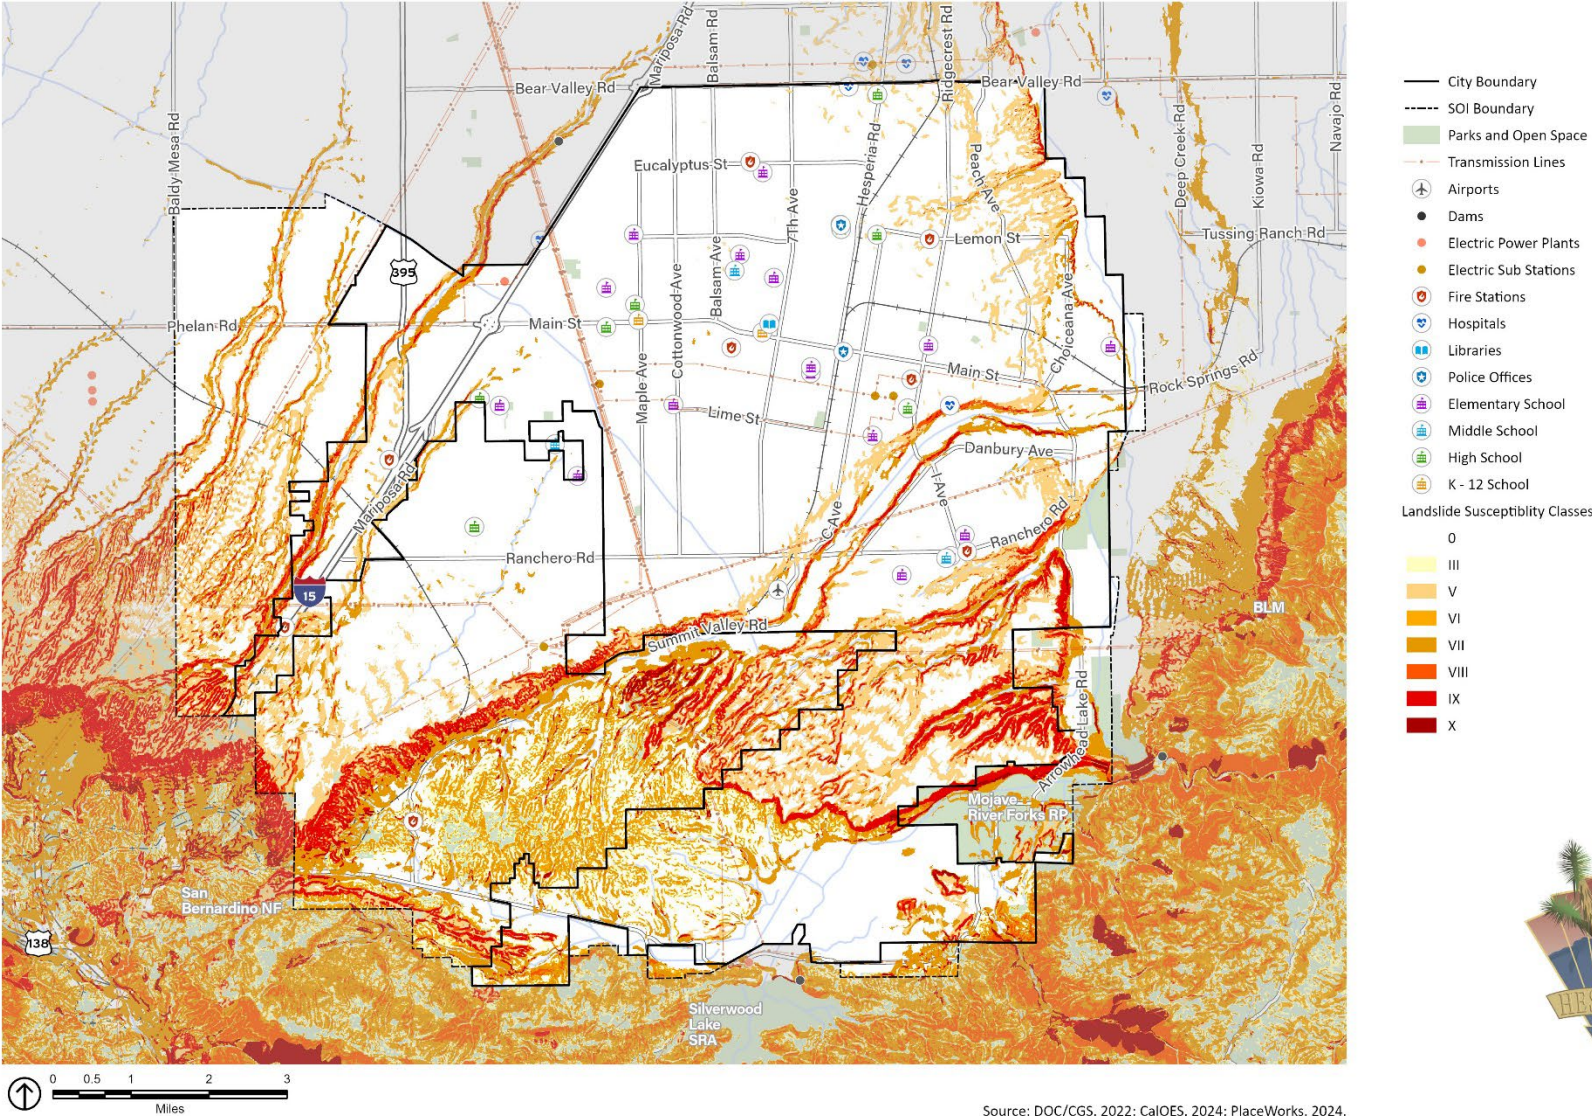 Bear Valley Rd
Mariposa Rd
Balsam Rd
Ridgecrest Rd
Bear Valley Rd
Baldy Mesa Rd
Deep Creek Rd
Kiowa Rd
Navajo Rd
Eucalyptus St
7Th Ave
Hesperia Rd
Peach Ave
Lemon St
Tussing Ranch Rd
395
Cottonwood Ave
Balsam Ave
Choiceana Ave
Phelan Rd
Main St
Maple Ave
Main St
Rock Springs Rd
Lime St
Danbury Ave
Mariposa Rd
C Ave
I Ave
Ranchero Rd
Ranchero Rd
15
BLM
Summit Valley Rd
Arrowhead Lake Rd
Mojave
River Forks RP
San
Bernardino NF
138
Silverwood
Lake
SRA
City Boundary
SOI Boundary
Parks and Open Space
Transmission Lines
Airports
Dams
Electric Power Plants
Electric Sub Stations
Fire Stations
Hospitals
Libraries
Police Offices
Elementary School
Middle School
High School
K - 12 School
Landslide Susceptiblity Classes
0
III
V
VI
VII
VIII
IX
X
0 0.5 1 2 3
Miles
Source: DOC/CGS, 2022; CalOES, 2024; PlaceWorks, 2024.